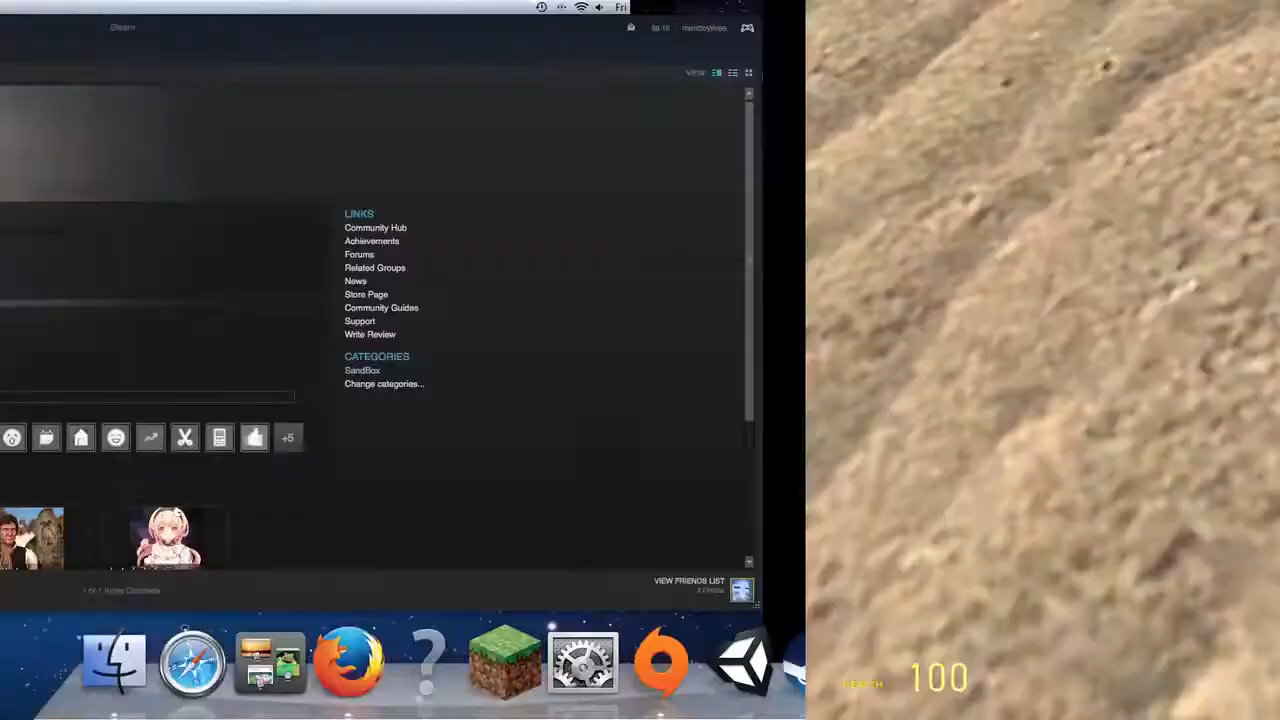 Fri
VIEW
LINKS
Community Hub
Achievements
Forums
Related Groups
News
Store Page
Community Guides
Support
Write Review
CATEGORIES
SandBox
Change categories...
+5
VIEW FRIENDS LIST
HEALTH 100